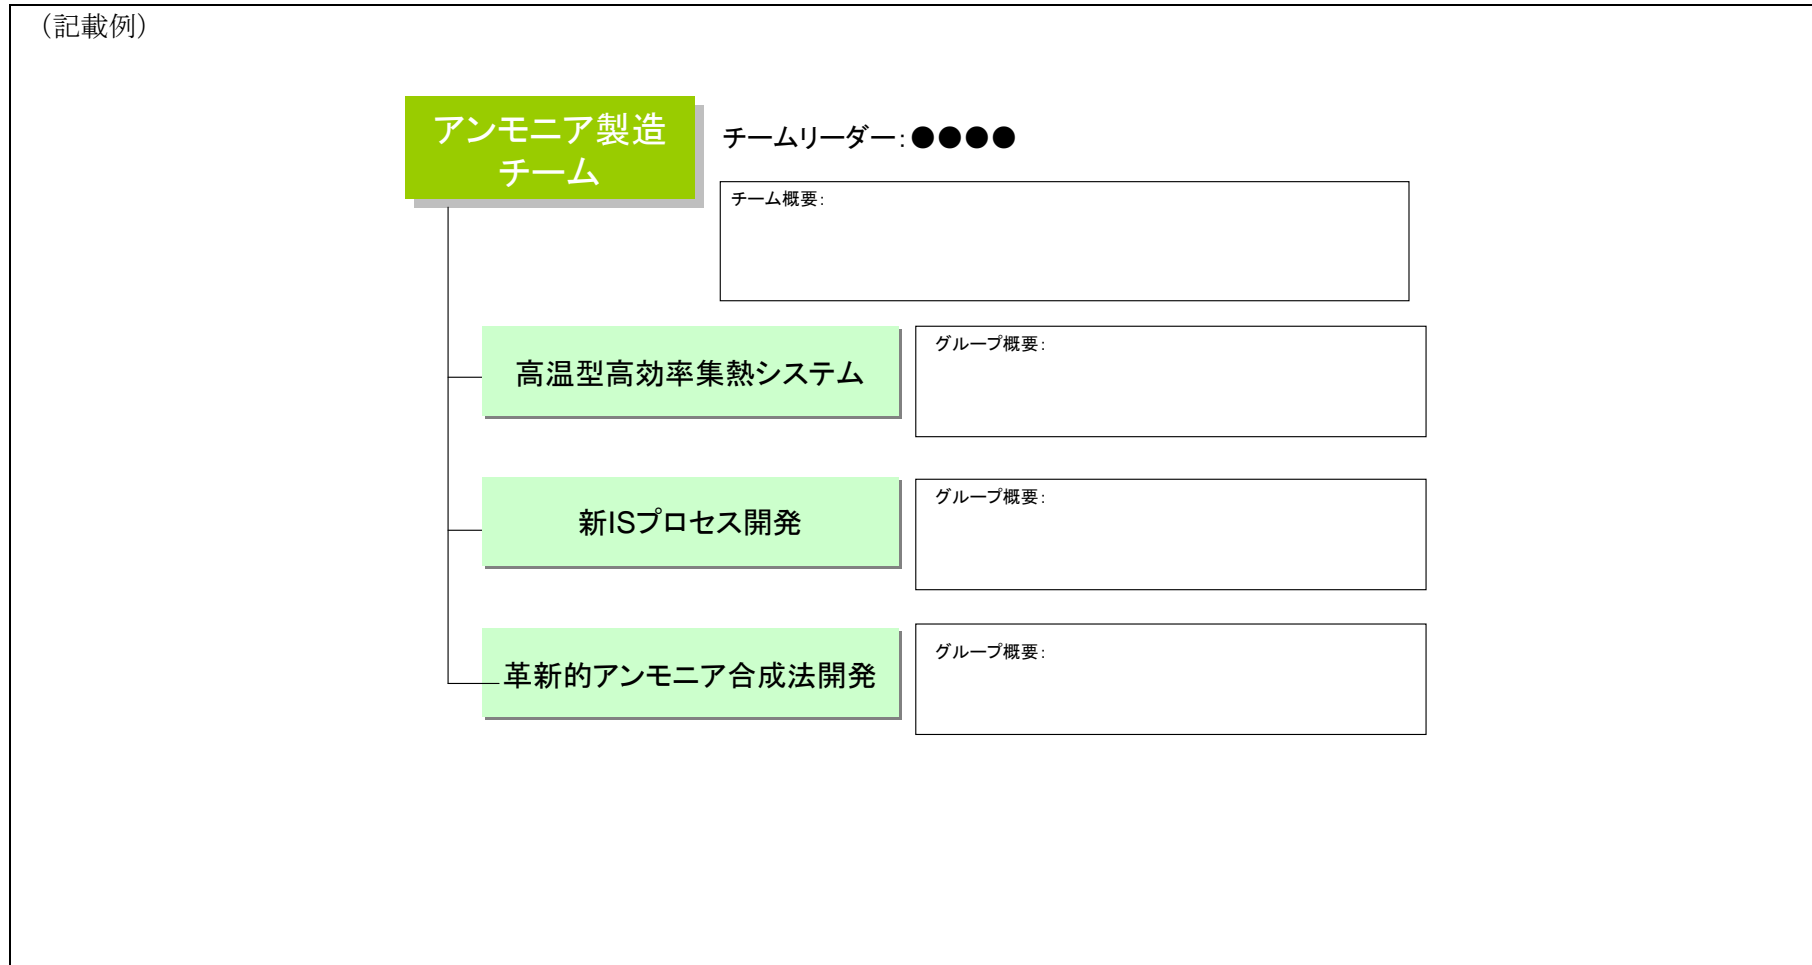 （記載例）
アンモニア製造
チーム
チームリーダー：●●●●
チーム概要：
高温型高効率集熱システム
グループ概要：
新ISプロセス開発
グループ概要：
革新的アンモニア合成法開発
グループ概要：